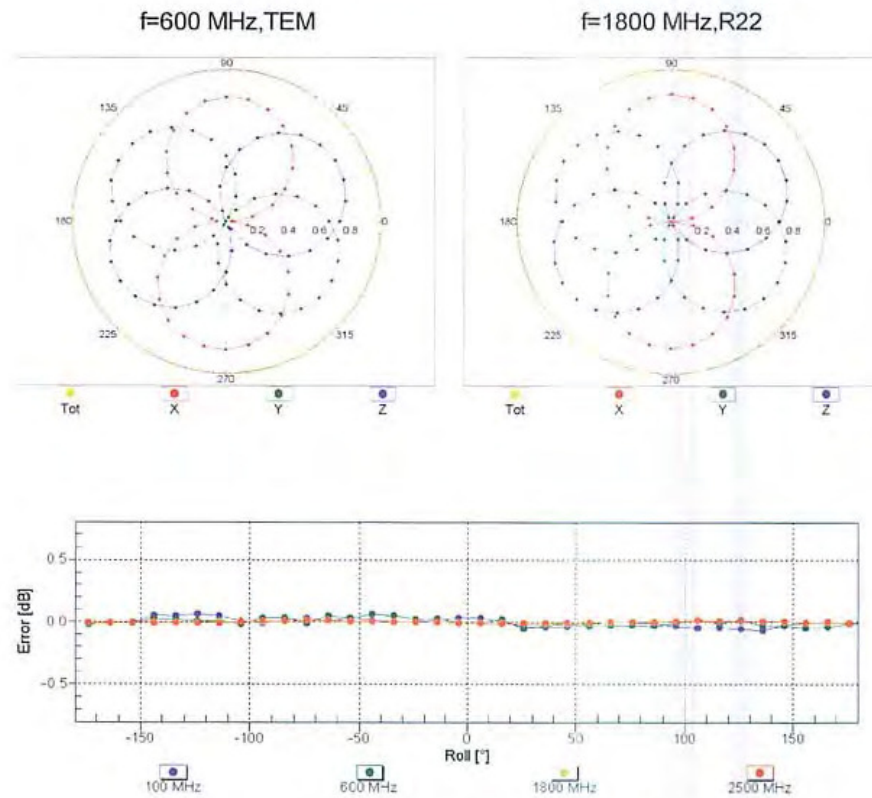 f=600 MHz,TEM
f=1800 MHz,R22
90
135
45
180
0
0.2 0.4 0.6 0.8
225
315
270
Tot X Y Z
90
135
45
180
0
0.2 0.4 0.6 0.8
225
315
270
Tot X Y Z
Error [dB]
0.5
0.0
-0.5
-150 -100 -50 0 50 100 150
Roll [°]
100 MHz 600 MHz 1800 MHz 2500 MHz